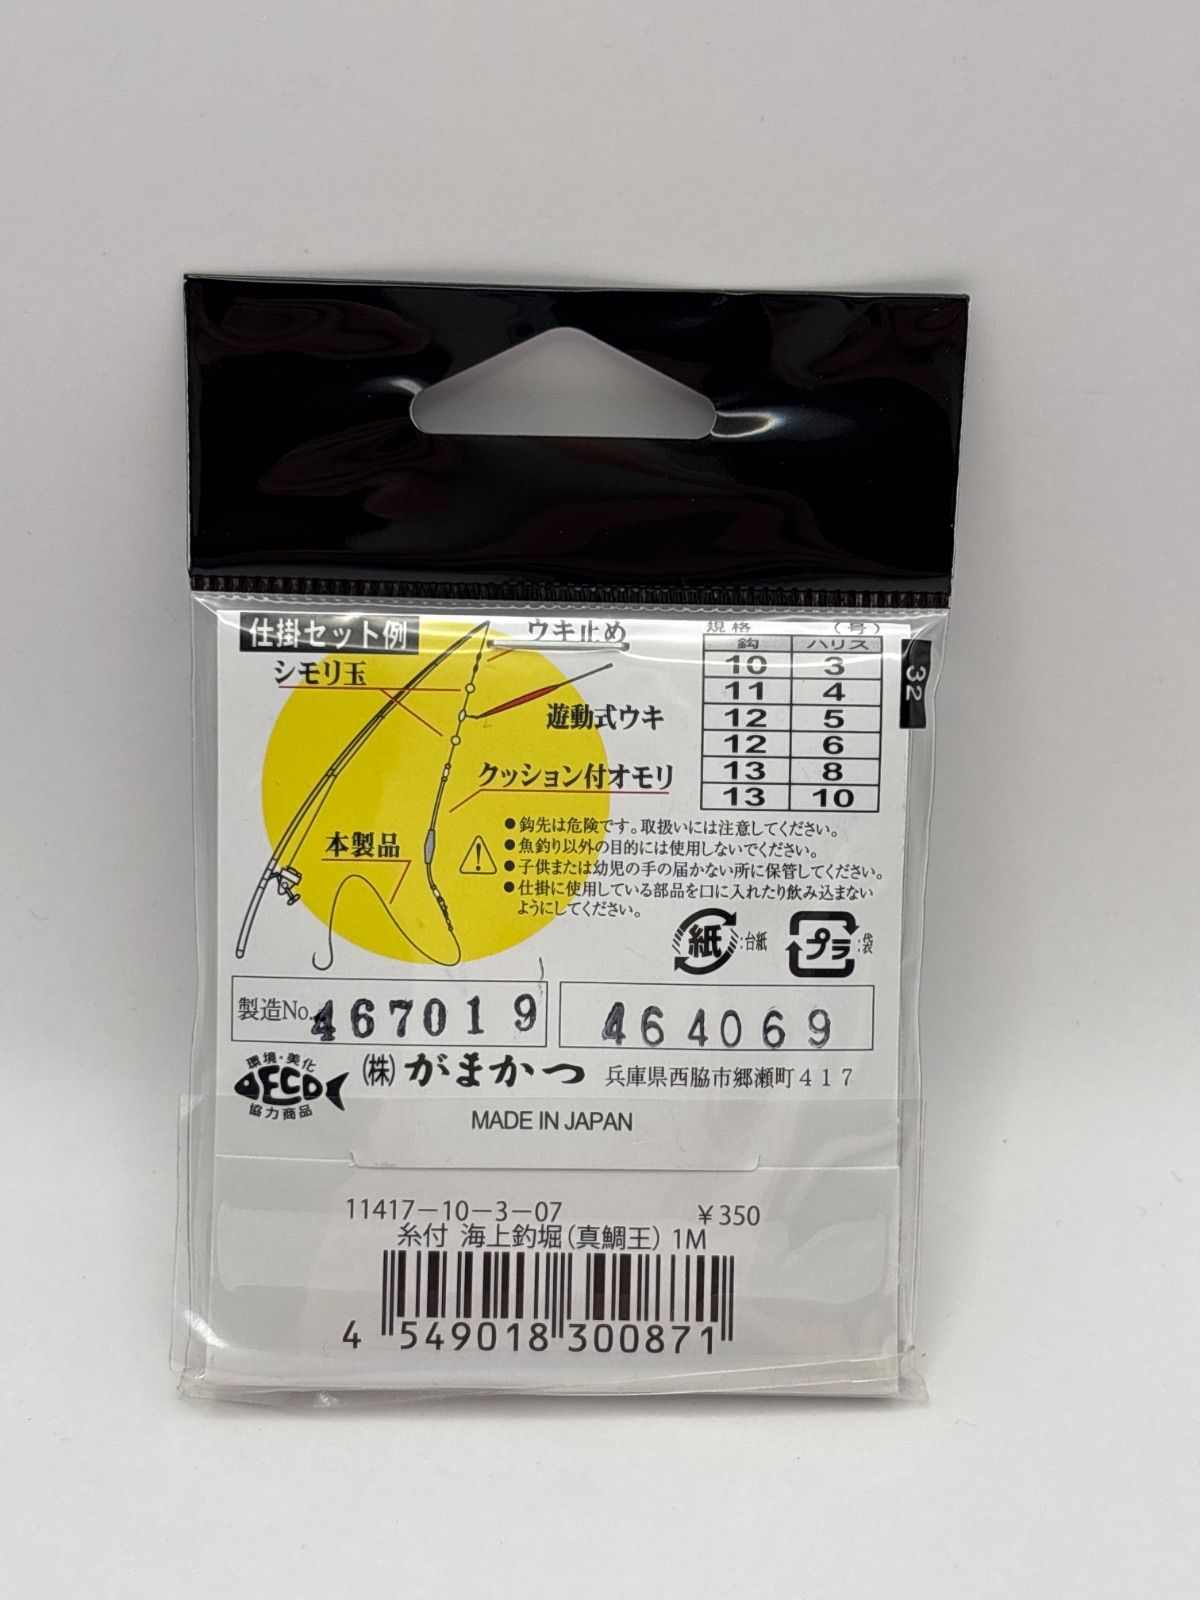 仕掛セット例
ウキ止め
シモリ玉
遊動式ウキ
クッション付オモリ
本製品
規格 (号)
鈎 ハリス
10 3
11 4
12 5
12 6
13 8
13 10
32
●鈎先は危険です。取扱いには注意してください。
●魚釣り以外の目的には使用しないでください。
●子供または幼児の手の届かない所に保管してください。
●仕掛に使用している部品を口に入れたり飲み込まない
ようにしてください。
紙 :台紙 プラ :袋
製造No. 467019 464069
環境・美化
ECO
協力商品
(株)がまかつ 兵庫県西脇市郷瀬町417
MADE IN JAPAN
11417-10-3-07 ¥350
糸付 海上釣堀(真鯛王) 1M
4 549018 300871